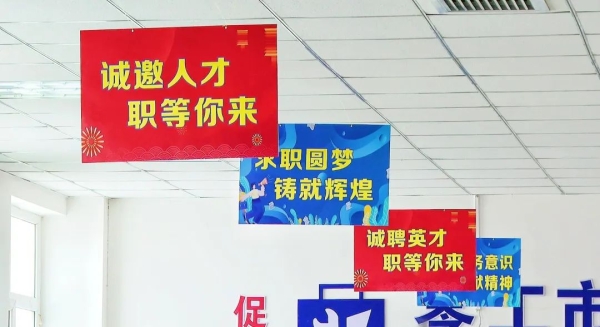 诚邀人才
职等你来
求职圆梦
铸就辉煌
诚聘英才
职等你来
务意识
献精神
促